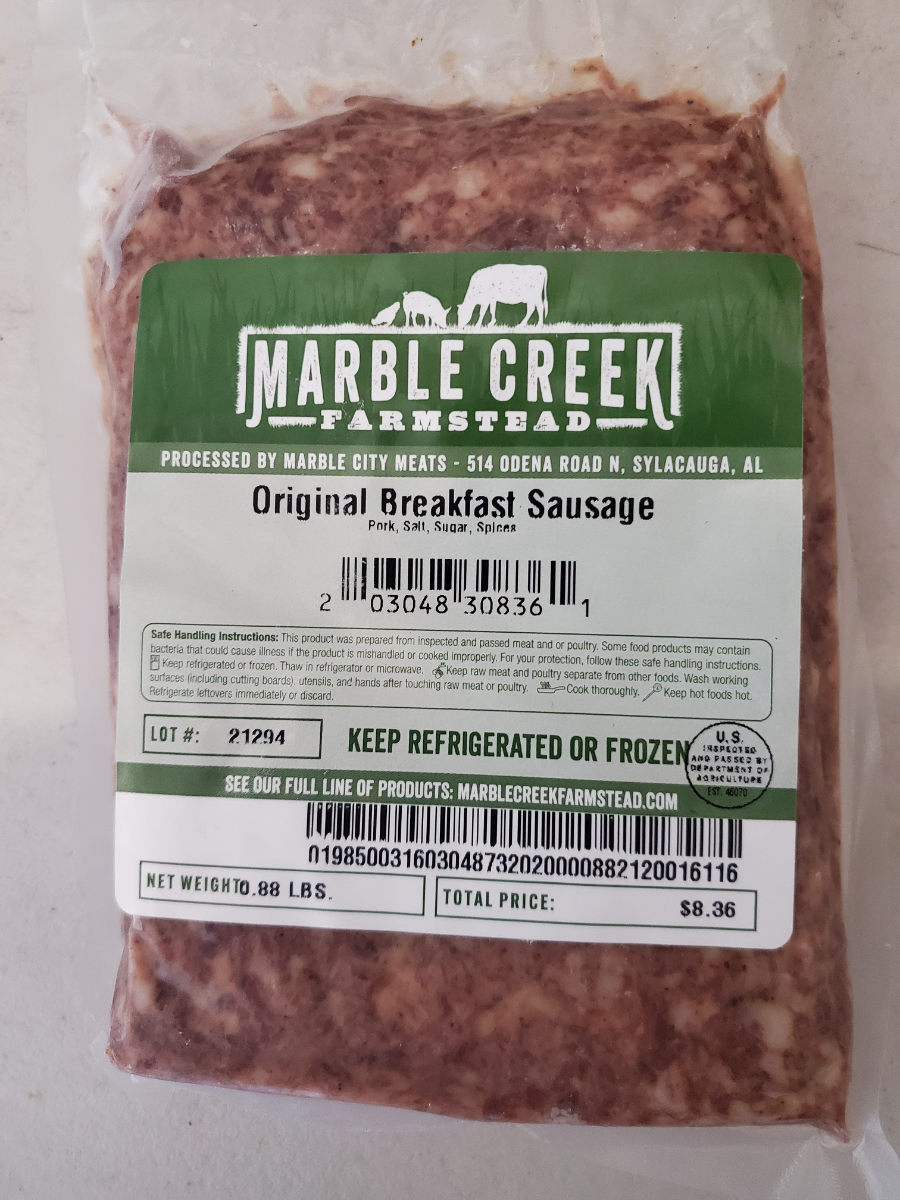 MARBLE CREEK
FARMSTEAD
PROCESSED BY MARBLE CITY MEATS - 514 ODENA ROAD N, SYLACAUGA, AL
Original Breakfast Sausage
Pork, Salt, Sugar, Spices
2 03048 30836 1
Safe Handling Instructions: This product was prepared from inspected and passed meat and or poultry. Some food products may contain
bacteria that could cause illness if the product is mishandled or cooked improperly. For your protection, follow these safe handling instructions.
Keep refrigerated or frozen. Thaw in refrigerator or microwave. Keep raw meat and poultry separate from other foods. Wash working
surfaces (including cutting boards), utensils, and hands after touching raw meat or poultry. Cook thoroughly. Keep hot foods hot.
Refrigerate leftovers immediately or discard.
LOT #: 21294
KEEP REFRIGERATED OR FROZEN
U.S.
INSPECTED
AND PASSED BY
DEPARTMENT OF
AGRICULTURE
EST. 46070
SEE OUR FULL LINE OF PRODUCTS: MARBLECREEKFARMSTEAD.COM
019850031603048732020000882120016116
NET WEIGHT 0.88 LBS.
TOTAL PRICE: $8.36